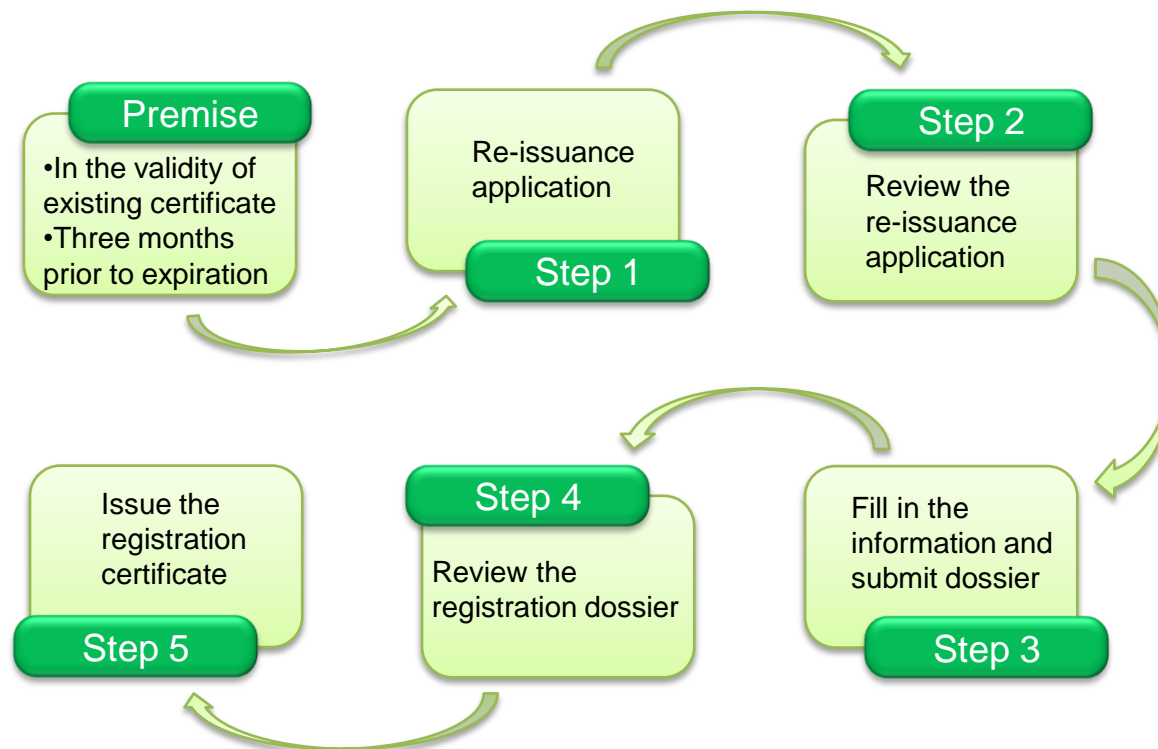 Premise
•In the validity of
existing certificate
•Three months
prior to expiration
Re-issuance
application
Step 1
Step 2
Review the
re-issuance
application
Fill in the
information and
submit dossier
Step 3
Step 4
Review the
registration dossier
Issue the
registration
certificate
Step 5